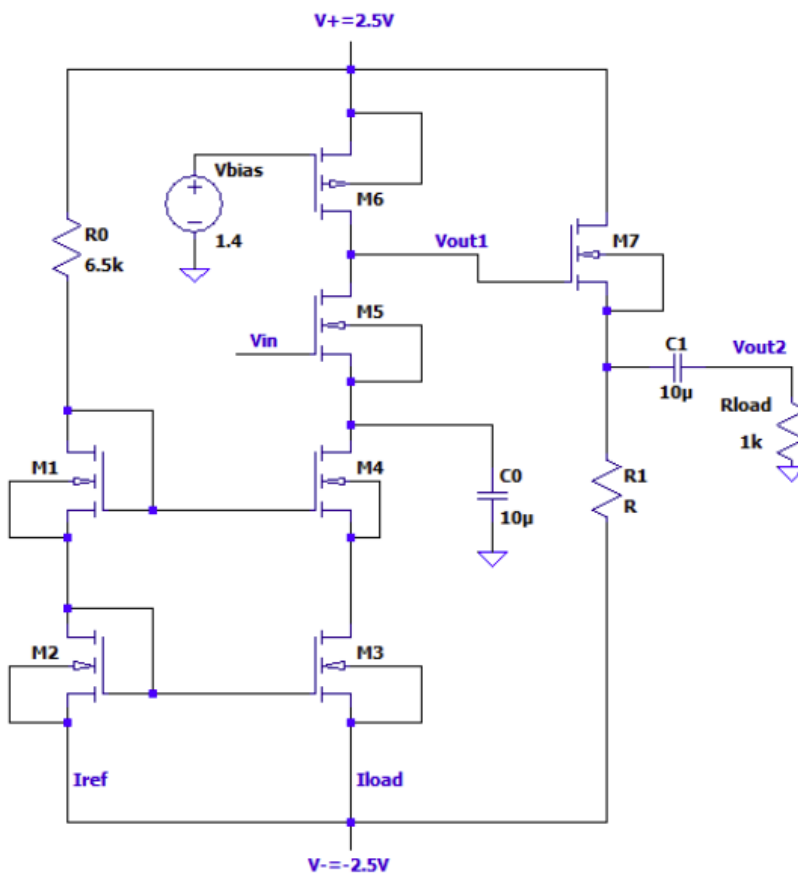 V+=2.5V
Vbias
M6
R0
6.5k
1.4
Vout1
M7
M5
Vin
C1
Vout2
10µ
Rload
1k
M1
M4
C0
10µ
R1
R
M2
M3
Iref
Iload
V-=-2.5V